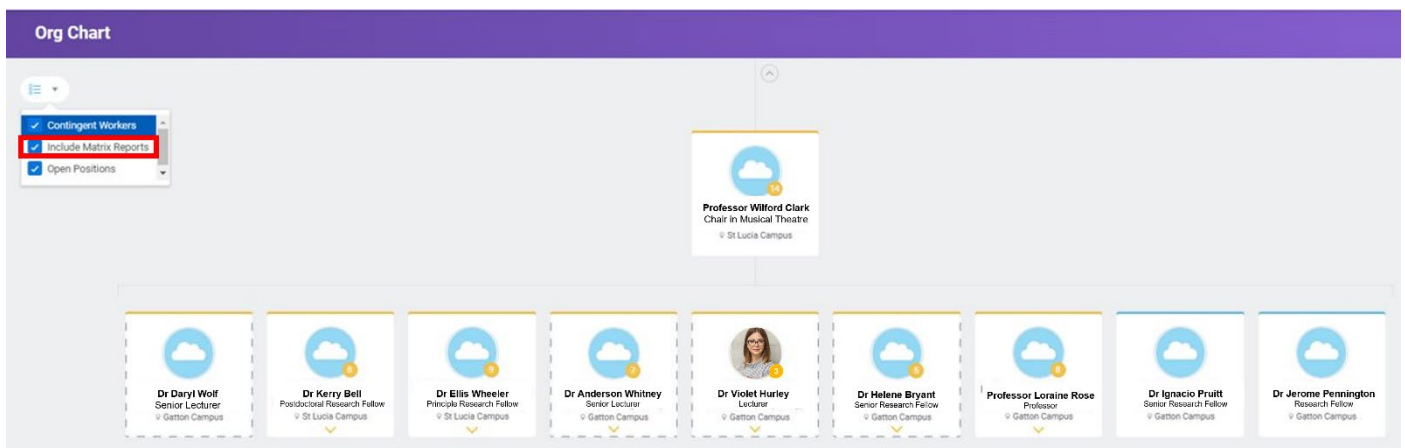 Org Chart
Contingent Workers
Include Matrix Reports
Open Positions
14
Professor Wilford Clark
Chair in Musical Theatre
St Lucia Campus
Dr Daryl Wolf
Senior Lecturer
Gatton Campus
Dr Kerry Bell
Postdoctoral Research Fellow
St Lucia Campus
9
Dr Ellis Wheeler
Principle Research Fellow
St Lucia Campus
7
Dr Anderson Whitney
Senior Lecturer
Gatton Campus
3
Dr Violet Hurley
Lecturer
Gatton Campus
Dr Helene Bryant
Senior Research Fellow
Gatton Campus
Professor Loraine Rose
Professor
Gatton Campus
Dr Ignacio Pruitt
Senior Research Fellow
Gatton Campus
Dr Jerome Pennington
Research Fellow
Gatton Campus